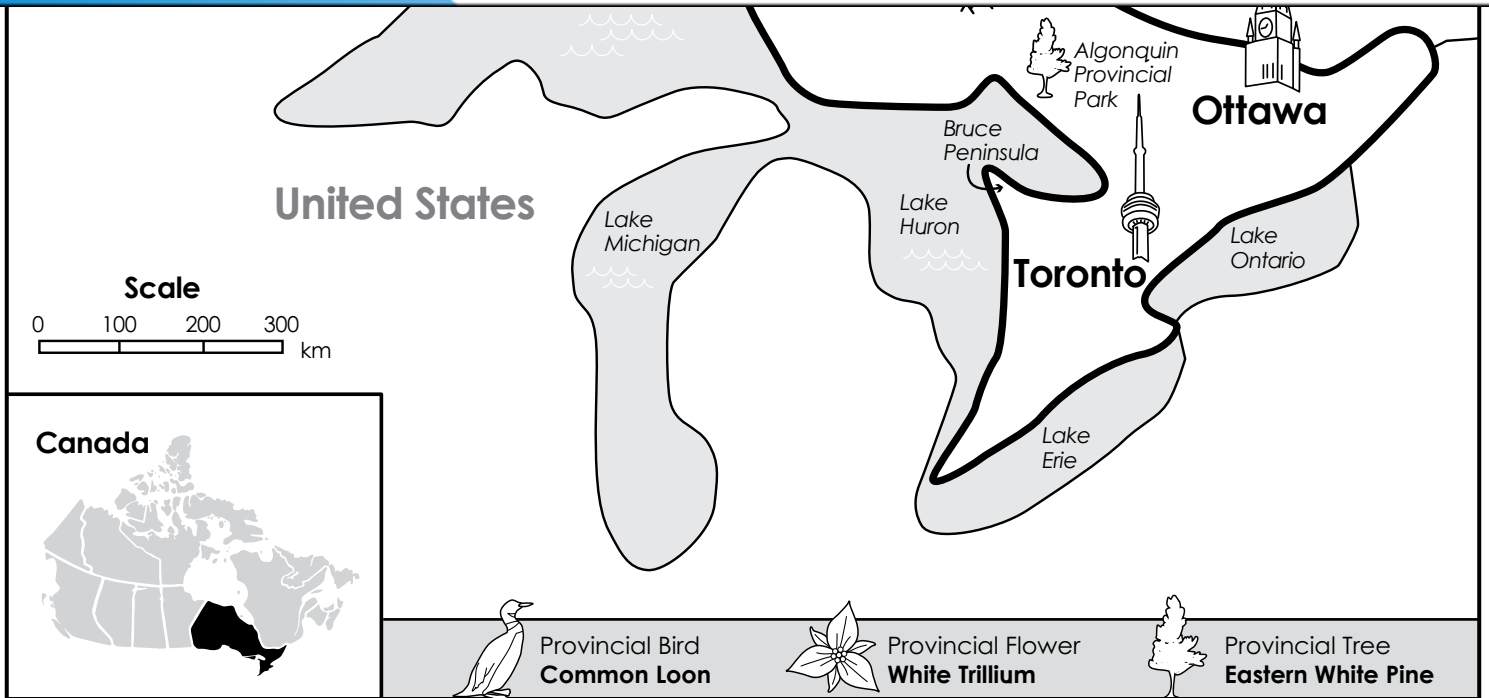 Algonquin
Provincial
Park
Ottawa
Bruce
Peninsula
United States
Lake
Michigan
Lake
Huron
Lake
Ontario
Toronto
Scale
0 100 200 300
km
Canada
Lake
Erie
Provincial Bird
Common Loon
Provincial Flower
White Trillium
Provincial Tree
Eastern White Pine